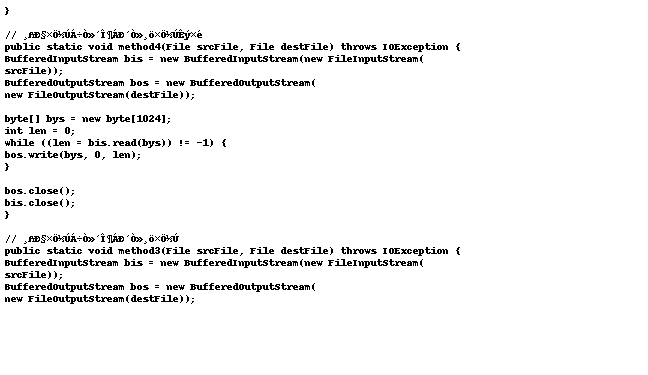 }
// ¸ßÐ§×Ö½ÚÁ÷Ò»´Î¶ÁÐ´Ò»¸ö×Ö½ÚÊý×é
public static void method4(File srcFile, File destFile) throws IOException {
BufferedInputStream bis = new BufferedInputStream(new FileInputStream(
srcFile));
BufferedOutputStream bos = new BufferedOutputStream(
new FileOutputStream(destFile));
byte[] bys = new byte[1024];
int len = 0;
while ((len = bis.read(bys)) != -1) {
bos.write(bys, 0, len);
}
bos.close();
bis.close();
}
// ¸ßÐ§×Ö½ÚÁ÷Ò»´Î¶ÁÐ´Ò»¸ö×Ö½Ú
public static void method3(File srcFile, File destFile) throws IOException {
BufferedInputStream bis = new BufferedInputStream(new FileInputStream(
srcFile));
BufferedOutputStream bos = new BufferedOutputStream(
new FileOutputStream(destFile));